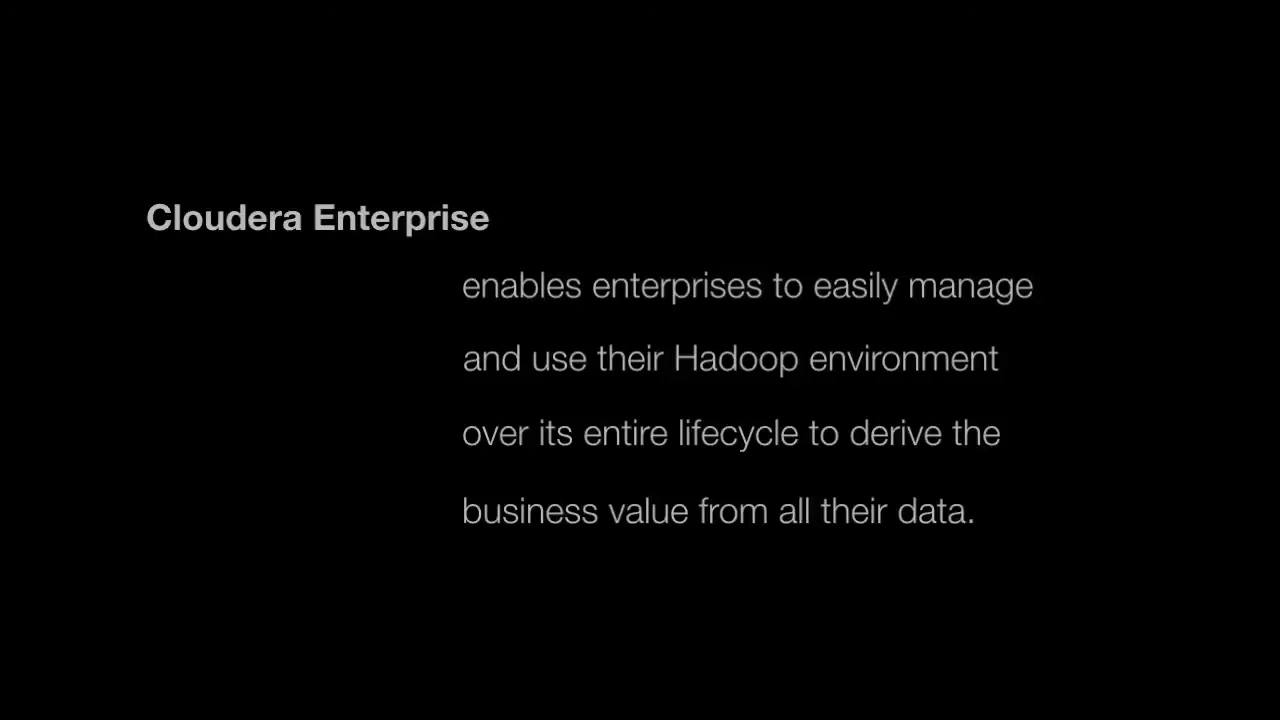 Cloudera Enterprise
enables enterprises to easily manage
and use their Hadoop environment
over its entire lifecycle to derive the
business value from all their data.